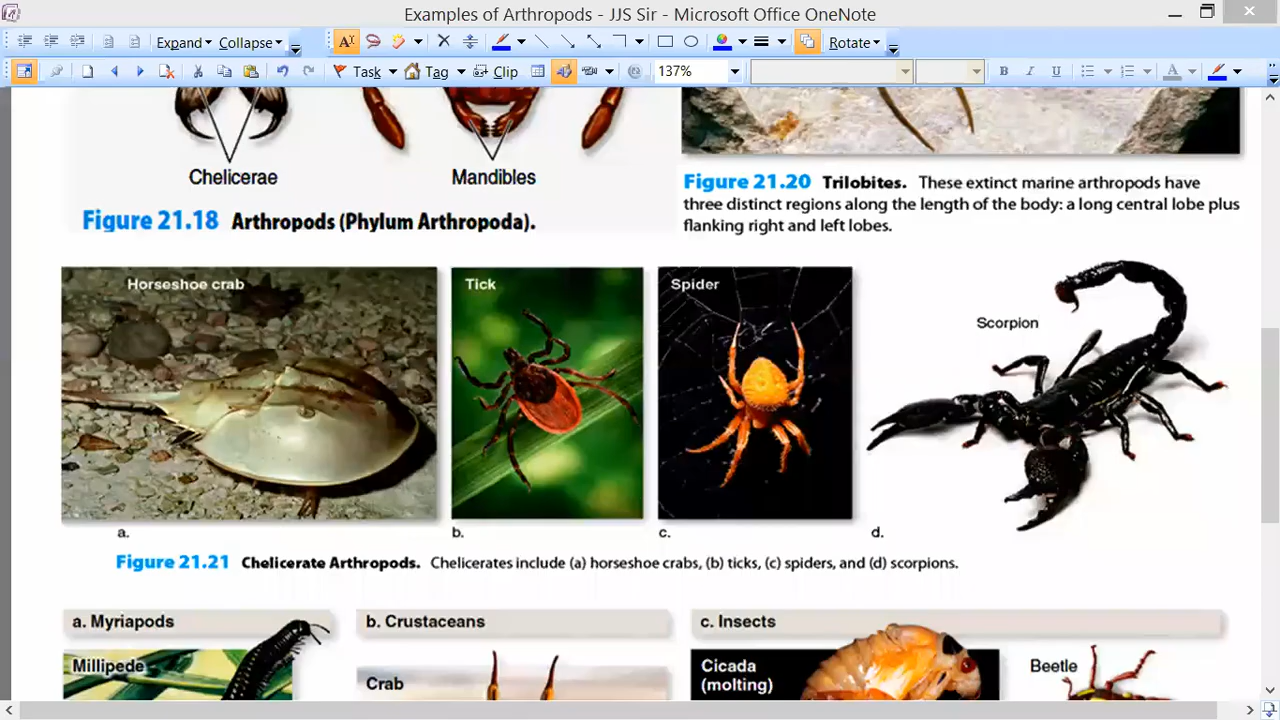 Examples of Arthropods - JJS Sir - Microsoft Office OneNote
Expand Collapse Rotate
Task Tag Clip 137% B I U A
Chelicerae Mandibles
Figure 21.18 Arthropods (Phylum Arthropoda).
Figure 21.20 Trilobites. These extinct marine arthropods have
three distinct regions along the length of the body: a long central lobe plus
flanking right and left lobes.
Horseshoe crab
Tick
Spider
Scorpion
a. b. c. d.
Figure 21.21 Chelicerate Arthropods. Chelicerates include (a) horseshoe crabs, (b) ticks, (c) spiders, and (d) scorpions.
a. Myriapods
b. Crustaceans
c. Insects
Millipede
Crab
Cicada
(molting)
Beetle